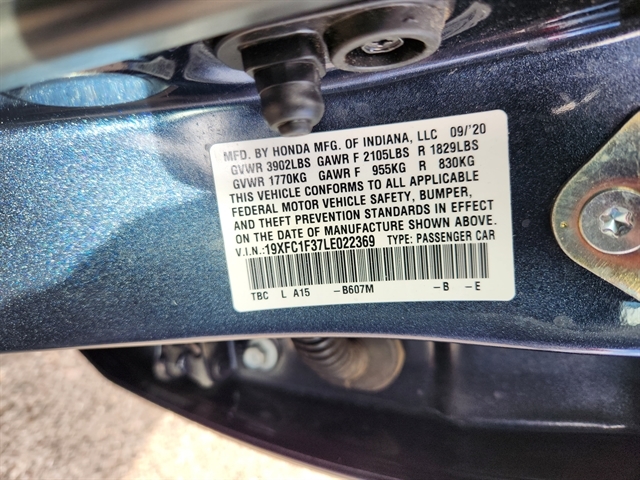 MFD. BY HONDA MFG. OF INDIANA, LLC 09/'20
GVWR 3902LBS GAWR F 2105LBS R 1829LBS
GVWR 1770KG GAWR F 955KG R 830KG
THIS VEHICLE CONFORMS TO ALL APPLICABLE
FEDERAL MOTOR VEHICLE SAFETY, BUMPER,
AND THEFT PREVENTION STANDARDS IN EFFECT
ON THE DATE OF MANUFACTURE SHOWN ABOVE.
V.I.N.:19XFC1F37LE022369 TYPE: PASSENGER CAR
TBC L A15 -B607M -B -E